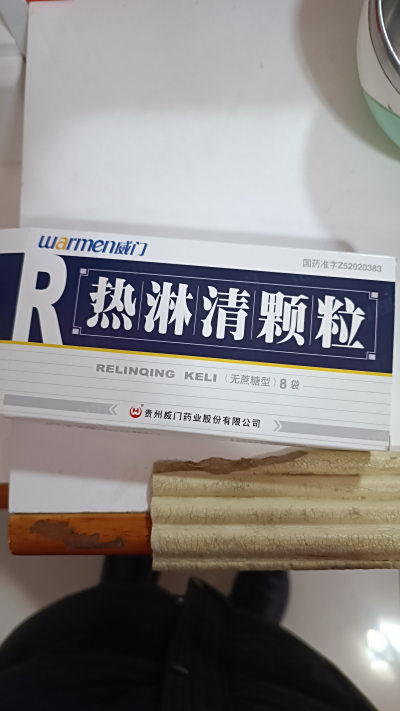 warmen威门
国药准字Z52020383
R 热淋清颗粒
RELINQING KELI (无蔗糖型) 8袋
贵州威门药业股份有限公司